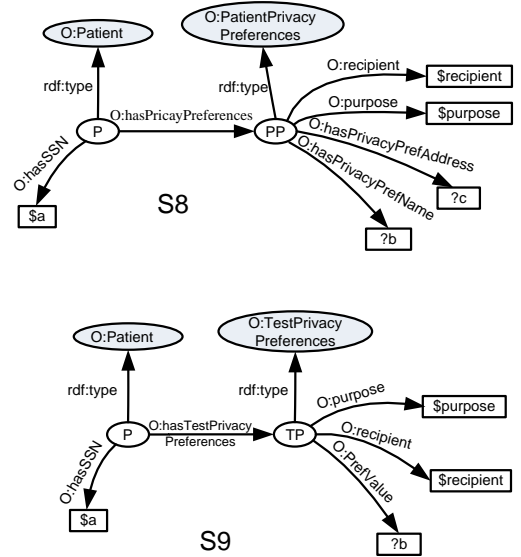 O:Patient
O:PatientPrivacy
Preferences
rdf:type
rdf:type
O:recipient
$recipient
O:purpose
$purpose
O:hasPricayPreferences
P
PP
O:hasPrivacyPrefAddress
O:hasPrivacyPrefName
O:hasSSN
?c
$a
S8
?b
O:Patient
O:TestPrivacy
Preferences
rdf:type
rdf:type
O:purpose
$purpose
O:hasTestPrivacy
Preferences
P
TP
O:recipient
O:PrefValue
O:hasSSN
$recipient
$a
S9
?b